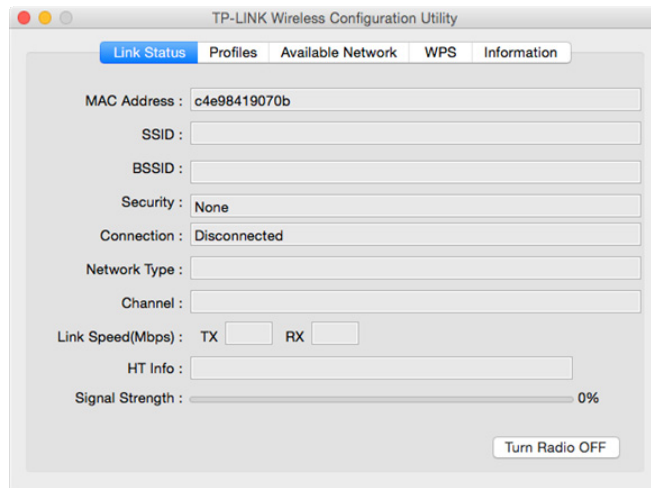 TP-LINK Wireless Configuration Utility
Link Status Profiles Available Network WPS Information
MAC Address : c4e98419070b
SSID :
BSSID :
Security : None
Connection : Disconnected
Network Type :
Channel :
Link Speed(Mbps) : TX RX
HT Info :
Signal Strength : 0%
Turn Radio OFF